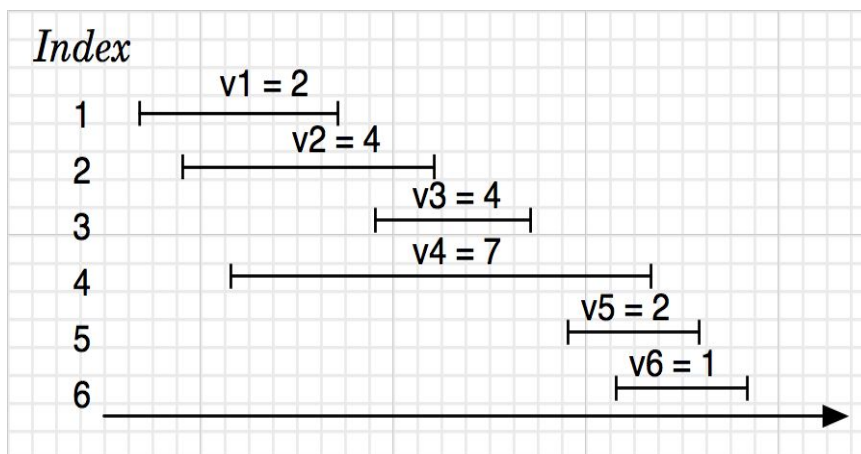 Index
v1 = 2
1
v2 = 4
2
v3 = 4
3
v4 = 7
4
v5 = 2
5
v6 = 1
6